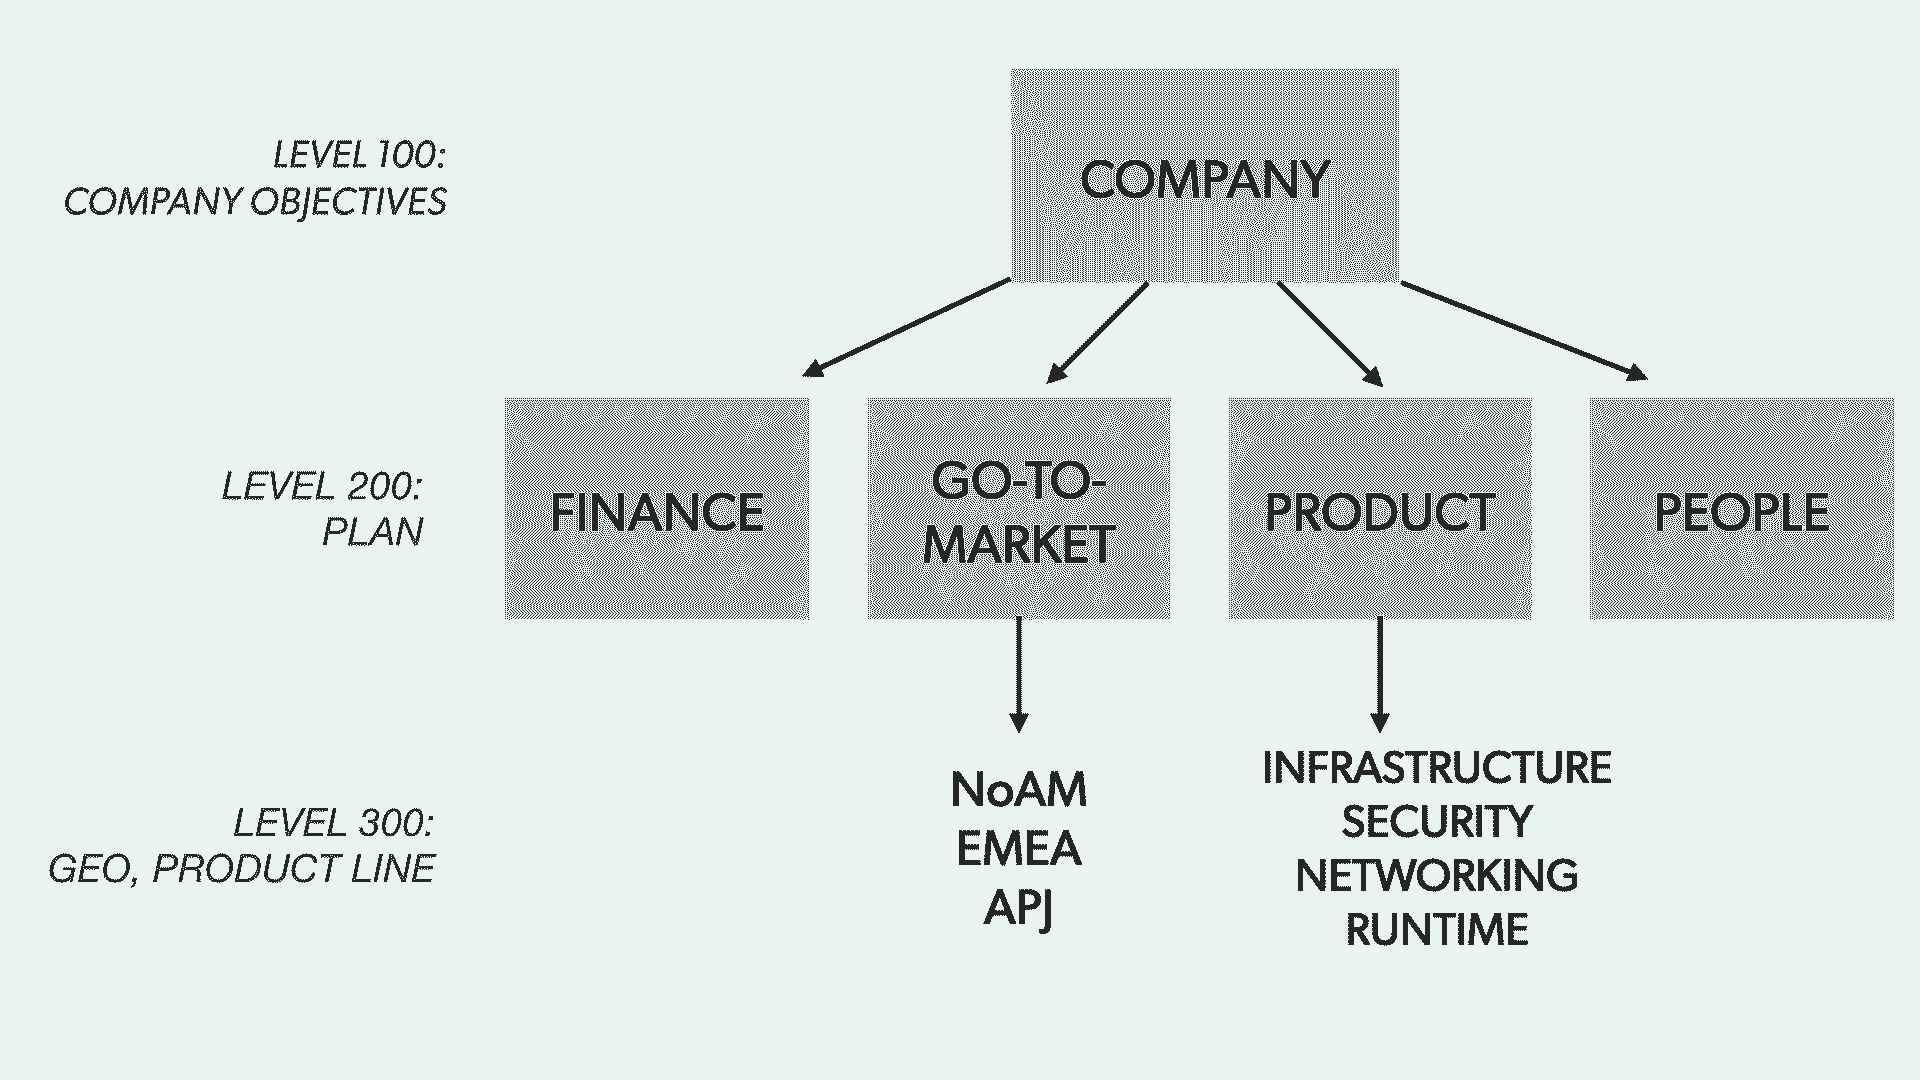 LEVEL 100:
COMPANY OBJECTIVES
COMPANY
LEVEL 200:
PLAN
FINANCE
GO-TO-
MARKET
PRODUCT
PEOPLE
LEVEL 300:
GEO, PRODUCT LINE
NoAM
EMEA
APJ
INFRASTRUCTURE
SECURITY
NETWORKING
RUNTIME